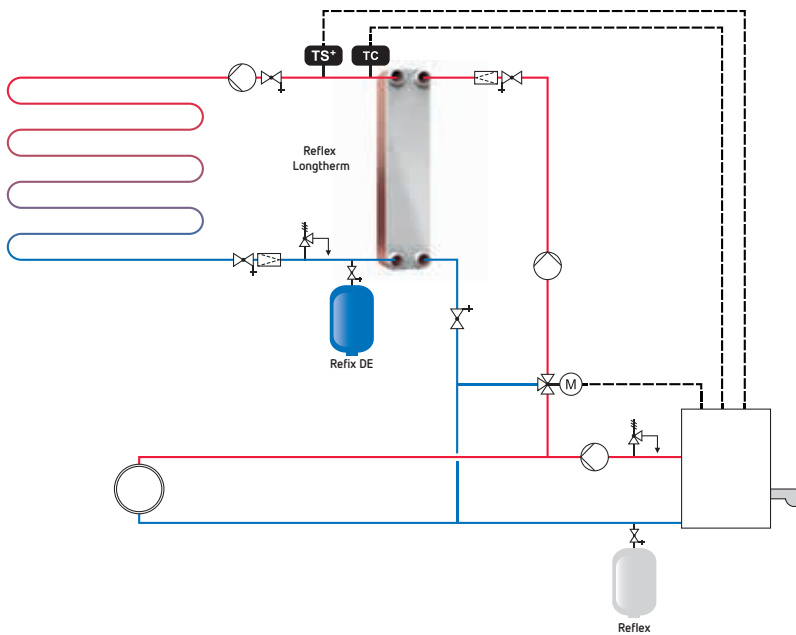 TS+
TC
Reflex
Longtherm
Refix DE
M
Reflex